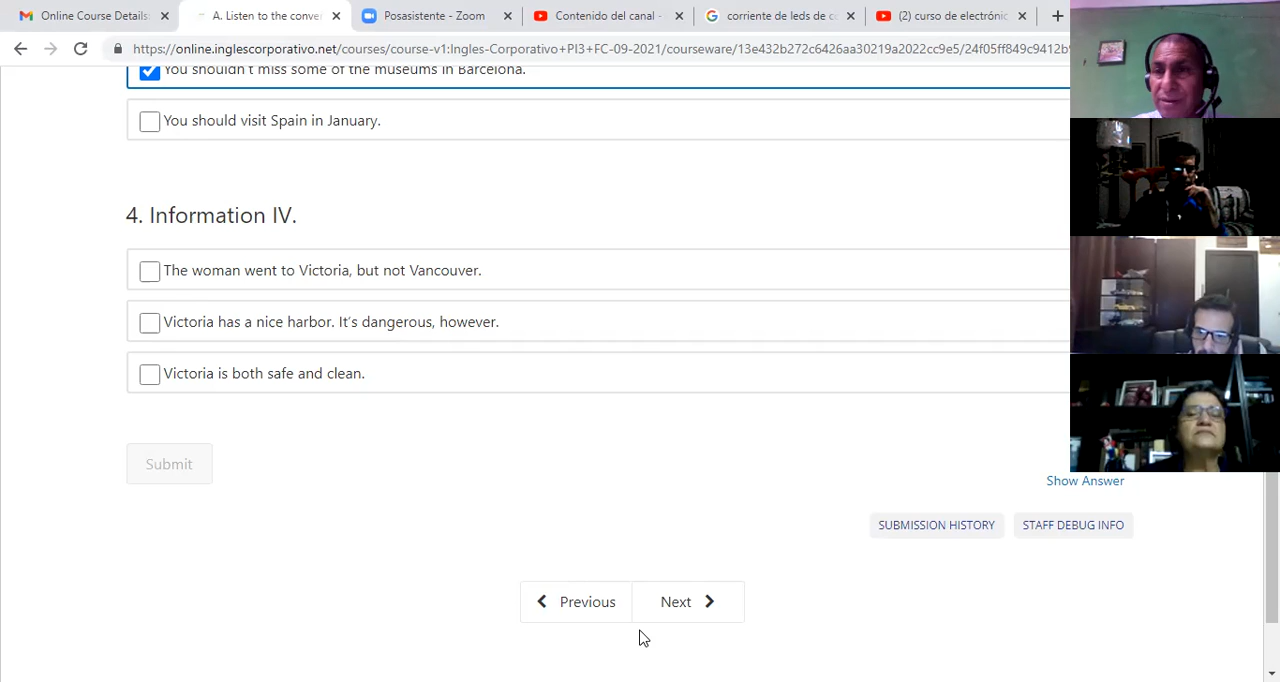 Online Course Details
A. Listen to the conver
Posasistente - Zoom
Contenido del canal -
corriente de leds de c
(2) curso de electrónic
https://online.inglescorporativo.net/courses/course-v1:Ingles-Corporativo+PI3+FC-09-2021/courseware/13e432b272c6426aa30219a2022cc9e5/24f05ff849c9412b
You shouldn't miss some of the museums in Barcelona.
You should visit Spain in January.
4. Information IV.
The woman went to Victoria, but not Vancouver.
Victoria has a nice harbor. It's dangerous, however.
Victoria is both safe and clean.
Submit
Show Answer
SUBMISSION HISTORY
STAFF DEBUG INFO
Previous
Next